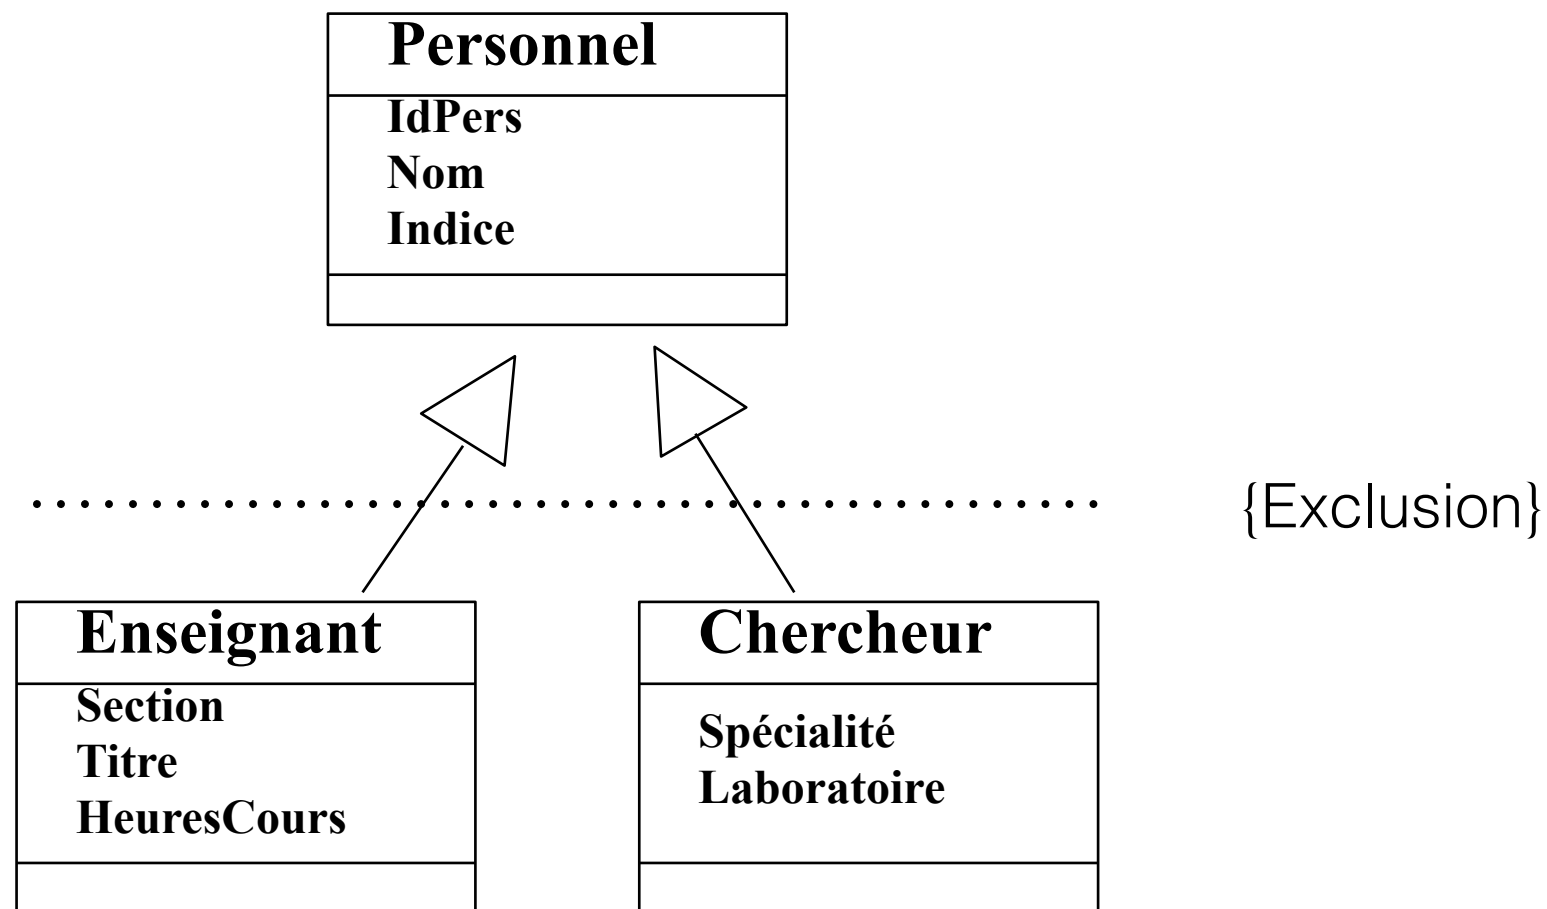 Personnel
IdPers
Nom
Indice
{Exclusion}
Enseignant
Section
Titre
HeuresCours
Chercheur
Spécialité
Laboratoire